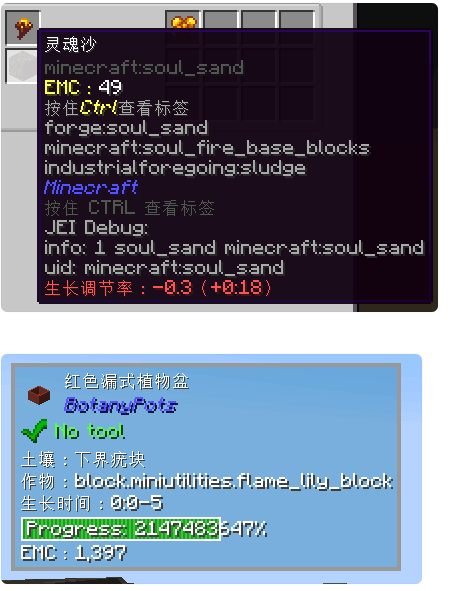 灵魂沙
minecraft:soul_sand
EMC：49
按住Ctrl查看标签
forge:soul_sand
minecraft:soul_fire_base_blocks
industrialforegoing:sludge
Minecraft
按住 CTRL 查看标签
JEI Debug:
info: 1 soul_sand minecraft:soul_sand
uid: minecraft:soul_sand
生长调节率：-0.3（+0:18）
红色漏式植物盆
BotanyPots
No tool
土壤：下界疣块
作物：block.miniutilities.flame_lily_block
生长时间：0:0-5
Progress: 2147483647%
EMC：1,397